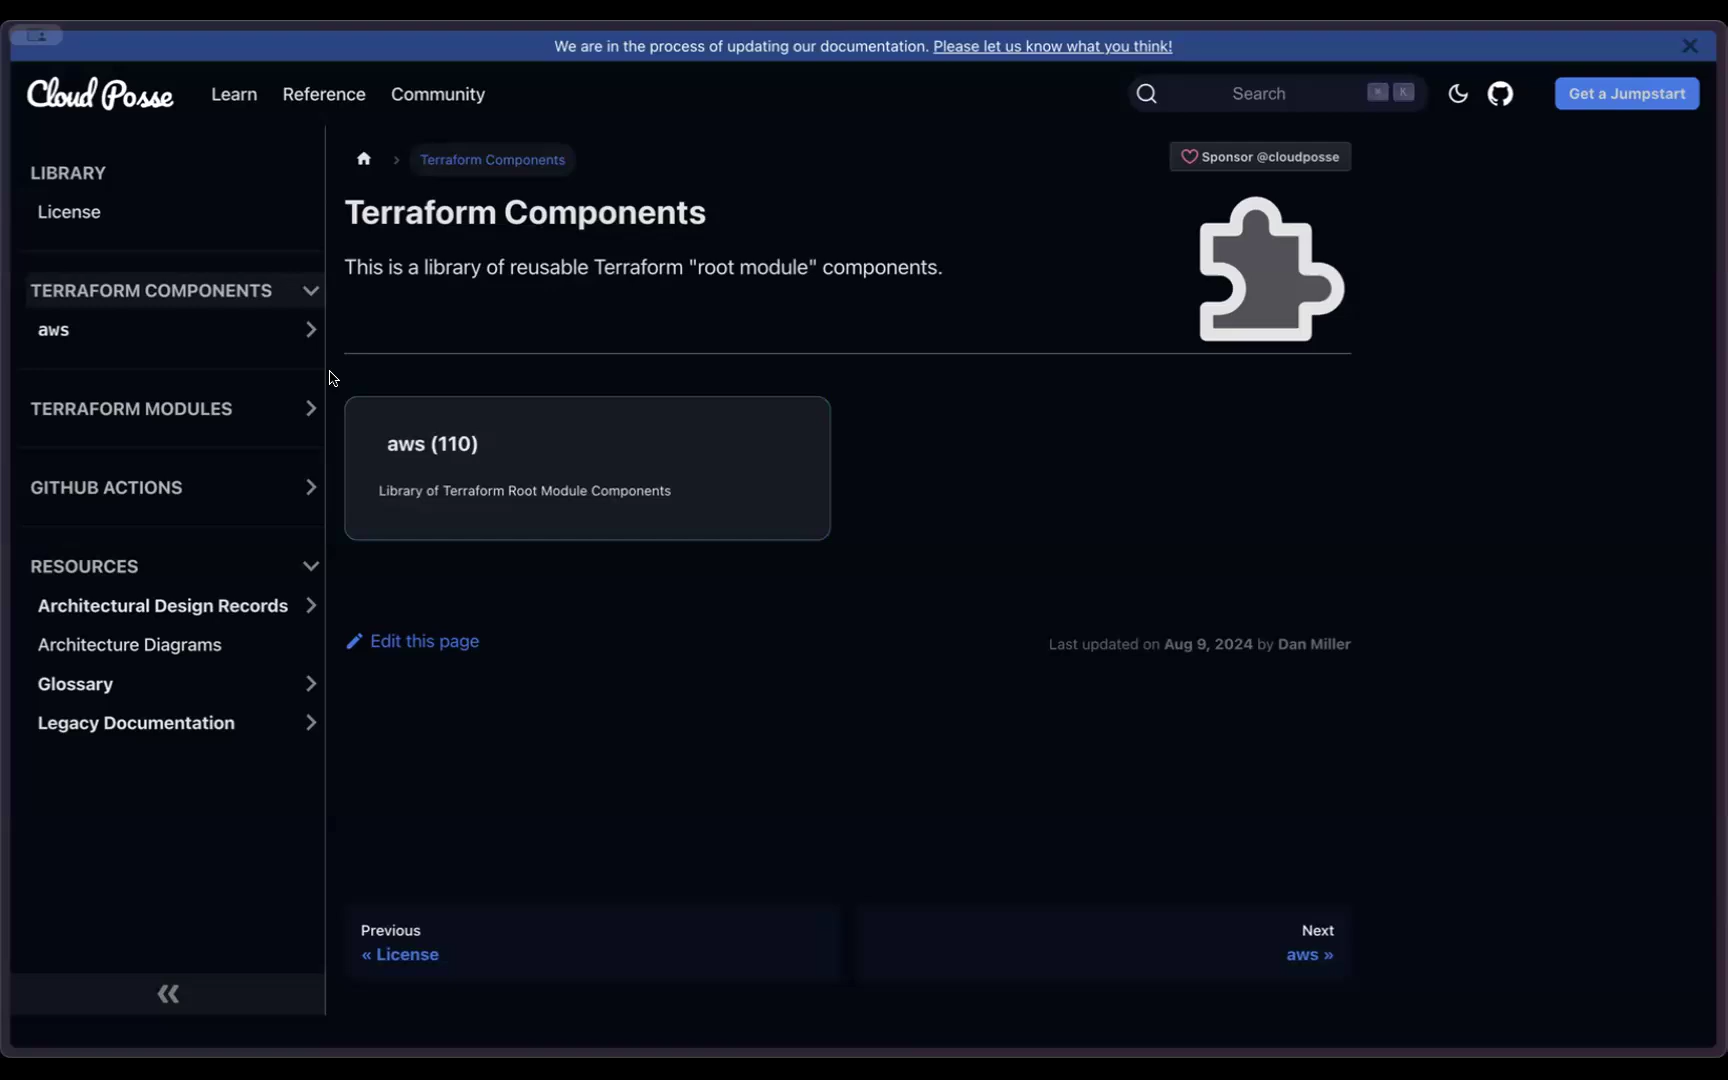 We are in the process of updating our documentation. Please let us know what you think!
Cloud Posse
Learn
Reference
Community
Search
⌘ K
Get a Jumpstart
LIBRARY
License
TERRAFORM COMPONENTS
aws
TERRAFORM MODULES
GITHUB ACTIONS
RESOURCES
Architectural Design Records
Architecture Diagrams
Glossary
Legacy Documentation
Terraform Components
Sponsor @cloudposse
Terraform Components
This is a library of reusable Terraform "root module" components.
aws (110)
Library of Terraform Root Module Components
Edit this page
Last updated on Aug 9, 2024 by Dan Miller
Previous
« License
Next
aws »